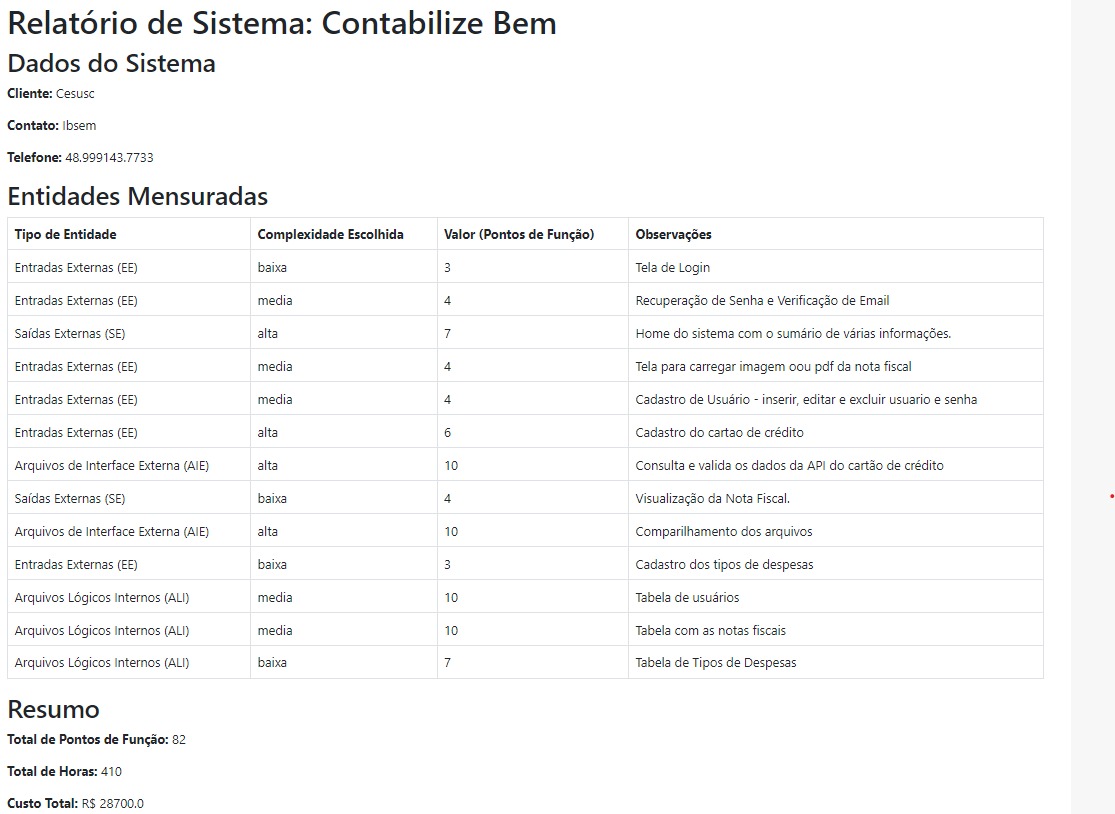 Relatório de Sistema: Contabilize Bem
Dados do Sistema
Cliente: Cesusc
Contato: Ibsem
Telefone: 48.999143.7733
Entidades Mensuradas
Tipo de Entidade Complexidade Escolhida Valor (Pontos de Função) Observações
Entradas Externas (EE) baixa 3 Tela de Login
Entradas Externas (EE) media 4 Recuperação de Senha e Verificação de Email
Saídas Externas (SE) alta 7 Home do sistema com o sumário de várias informações.
Entradas Externas (EE) media 4 Tela para carregar imagem oou pdf da nota fiscal
Entradas Externas (EE) media 4 Cadastro de Usuário - inserir, editar e excluir usuario e senha
Entradas Externas (EE) alta 6 Cadastro do cartao de crédito
Arquivos de Interface Externa (AIE) alta 10 Consulta e valida os dados da API do cartão de crédito
Saídas Externas (SE) baixa 4 Visualização da Nota Fiscal.
Arquivos de Interface Externa (AIE) alta 10 Comparilhamento dos arquivos
Entradas Externas (EE) baixa 3 Cadastro dos tipos de despesas
Arquivos Lógicos Internos (ALI) media 10 Tabela de usuários
Arquivos Lógicos Internos (ALI) media 10 Tabela com as notas fiscais
Arquivos Lógicos Internos (ALI) baixa 7 Tabela de Tipos de Despesas
Resumo
Total de Pontos de Função: 82
Total de Horas: 410
Custo Total: R$ 28700.0